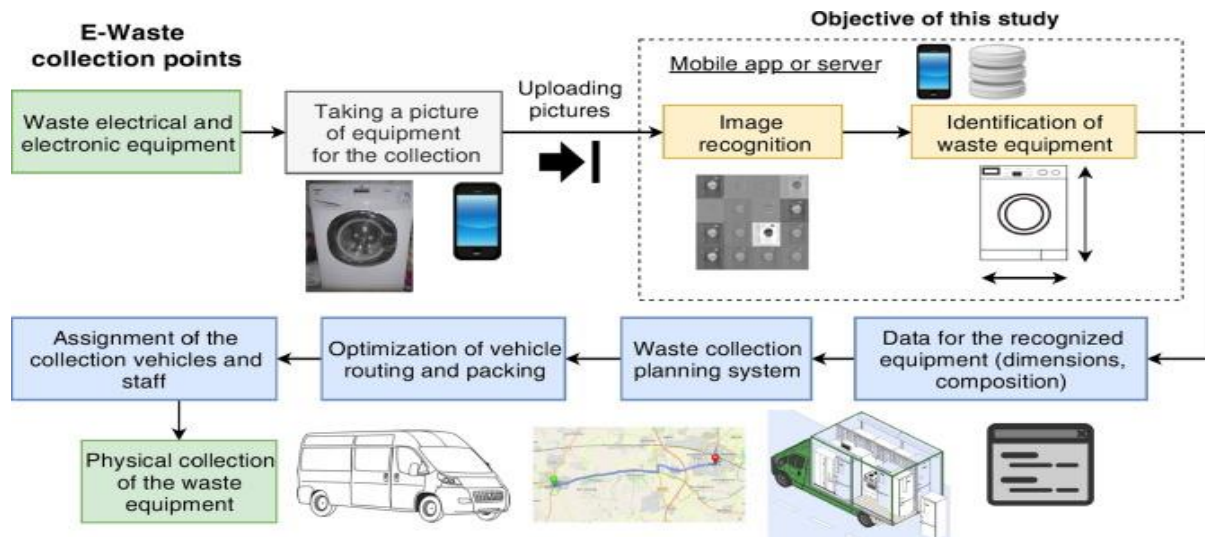 E-Waste
collection points
Objective of this study
Waste electrical and
electronic equipment
Taking a picture
of equipment
for the collection
Uploading
pictures
Mobile app or server
Image
recognition
Identification of
waste equipment
Data for the recognized
equipment (dimensions,
composition)
Waste collection
planning system
Optimization of vehicle
routing and packing
Assignment of the
collection vehicles and
staff
Physical collection
of the waste
equipment